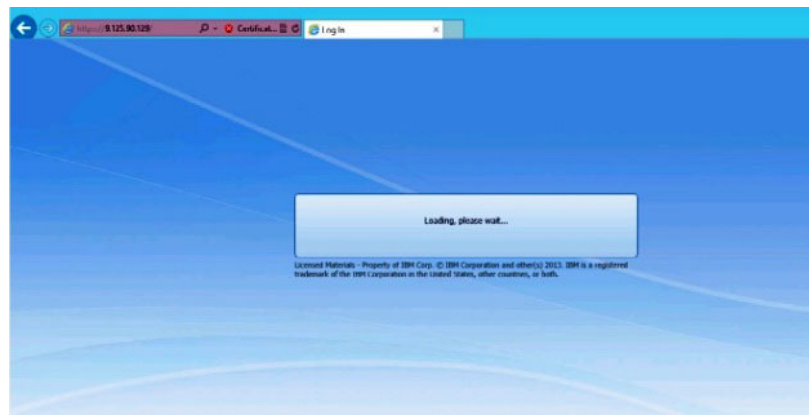 https://9.125.90.129/ Certificat... Log In
Loading, please wait...
Licensed Materials - Property of IBM Corp. © IBM Corporation and other(s) 2013. IBM is a registered
trademark of the IBM Corporation in the United States, other countries, or both.